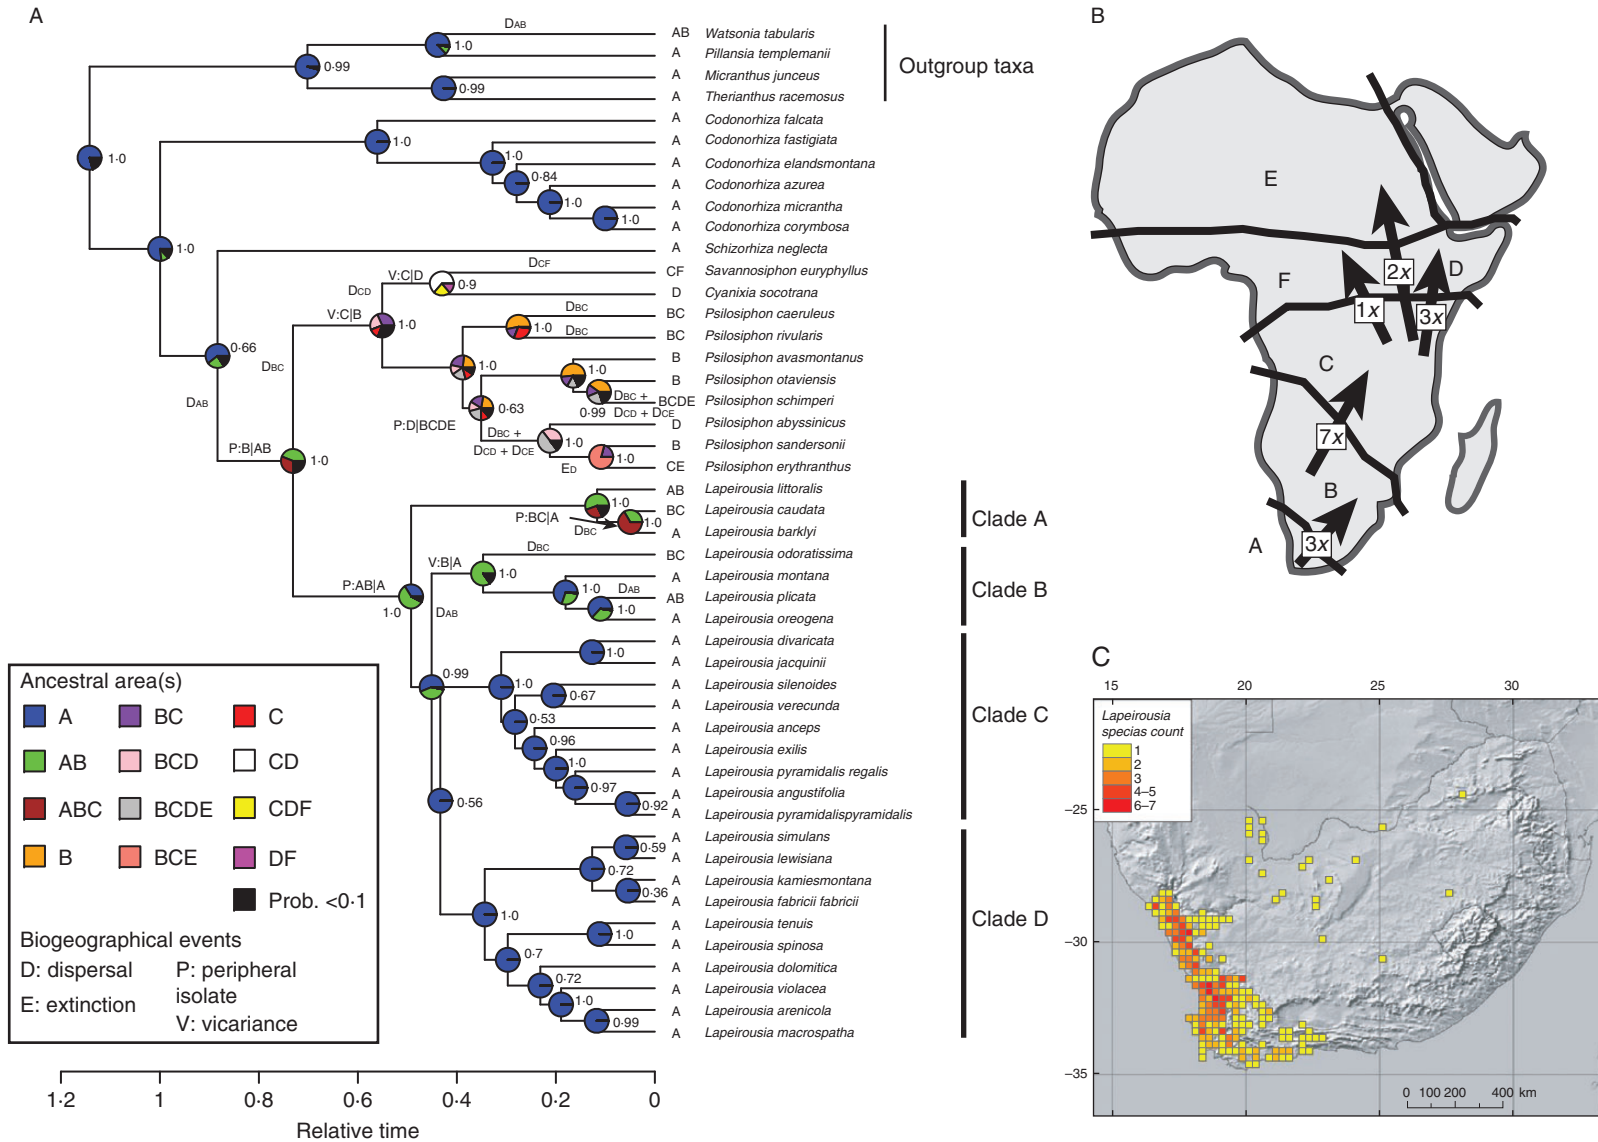 A
DAB
AB Watsonia tabularis
1·0
A Pillansia templemanii
0·99
A Micranthus junceus
0·99
A Therianthus racemosus
Outgroup taxa
1·0
A Codonorhiza falcata
1·0
A Codonorhiza fastigiata
1·0
A Codonorhiza elandsmontana
0·84
A Codonorhiza azurea
1·0
A Codonorhiza micrantha
1·0
A Codonorhiza corymbosa
1·0
A Schizorhiza neglecta
DCF
CF Savannosiphon euryphyllus
V:C|D
0·9
D Cyanixia socotrana
DCD
V:C|B
1·0
DBC
BC Psilosiphon caeruleus
1·0
DBC
BC Psilosiphon rivularis
0·66
DBC
1·0
B Psilosiphon avasmontanus
1·0
B Psilosiphon otaviensis
DBC +
BCDE Psilosiphon schimperi
0·99 DCD + DCE
DAB
0·63
P:D|BCDE
D Psilosiphon abyssinicus
DBC +
DCD + DCE
1·0
B Psilosiphon sandersonii
P:B|AB
1·0
ED
1·0
CE Psilosiphon erythranthus
AB Lapeirousia littoralis
1·0
BC Lapeirousia caudata
P:BC|A
DBC
1·0
A Lapeirousia barklyi
Clade A
DBC
BC Lapeirousia odoratissima
V:B|A
1·0
A Lapeirousia montana
1·0
DAB
AB Lapeirousia plicata
P:AB|A
1·0
DAB
1·0
A Lapeirousia oreogena
Clade B
A Lapeirousia divaricata
1·0
A Lapeirousia jacquinii
0·99
1·0
A Lapeirousia silenoides
0·67
A Lapeirousia verecunda
0·53
A Lapeirousia anceps
0·96
A Lapeirousia exilis
1·0
A Lapeirousia pyramidalis regalis
0·97
A Lapeirousia angustifolia
0·92
A Lapeirousia pyramidalispyramidalis
Clade C
0·56
A Lapeirousia simulans
0·59
A Lapeirousia lewisiana
0·72
A Lapeirousia kamiesmontana
0·36
A Lapeirousia fabricii fabricii
1·0
A Lapeirousia tenuis
1·0
A Lapeirousia spinosa
0·7
A Lapeirousia dolomitica
0·72
A Lapeirousia violacea
1·0
A Lapeirousia arenicola
0·99
A Lapeirousia macrospatha
Clade D
Ancestral area(s)
A BC C
AB BCD CD
ABC BCDE CDF
B BCE DF
Prob. <0·1
Biogeographical events
D: dispersal
E: extinction
P: peripheral
isolate
V: vicariance
1·2 1 0·8 0·6 0·4 0·2 0
Relative time
B
E
D
F
2x
1x
3x
C
7x
B
A
3x
C
15 20 25 30
Lapeirousia
specias count
1
2
3
4–5
6–7
−25
−30
−35
0 100 200 400 km